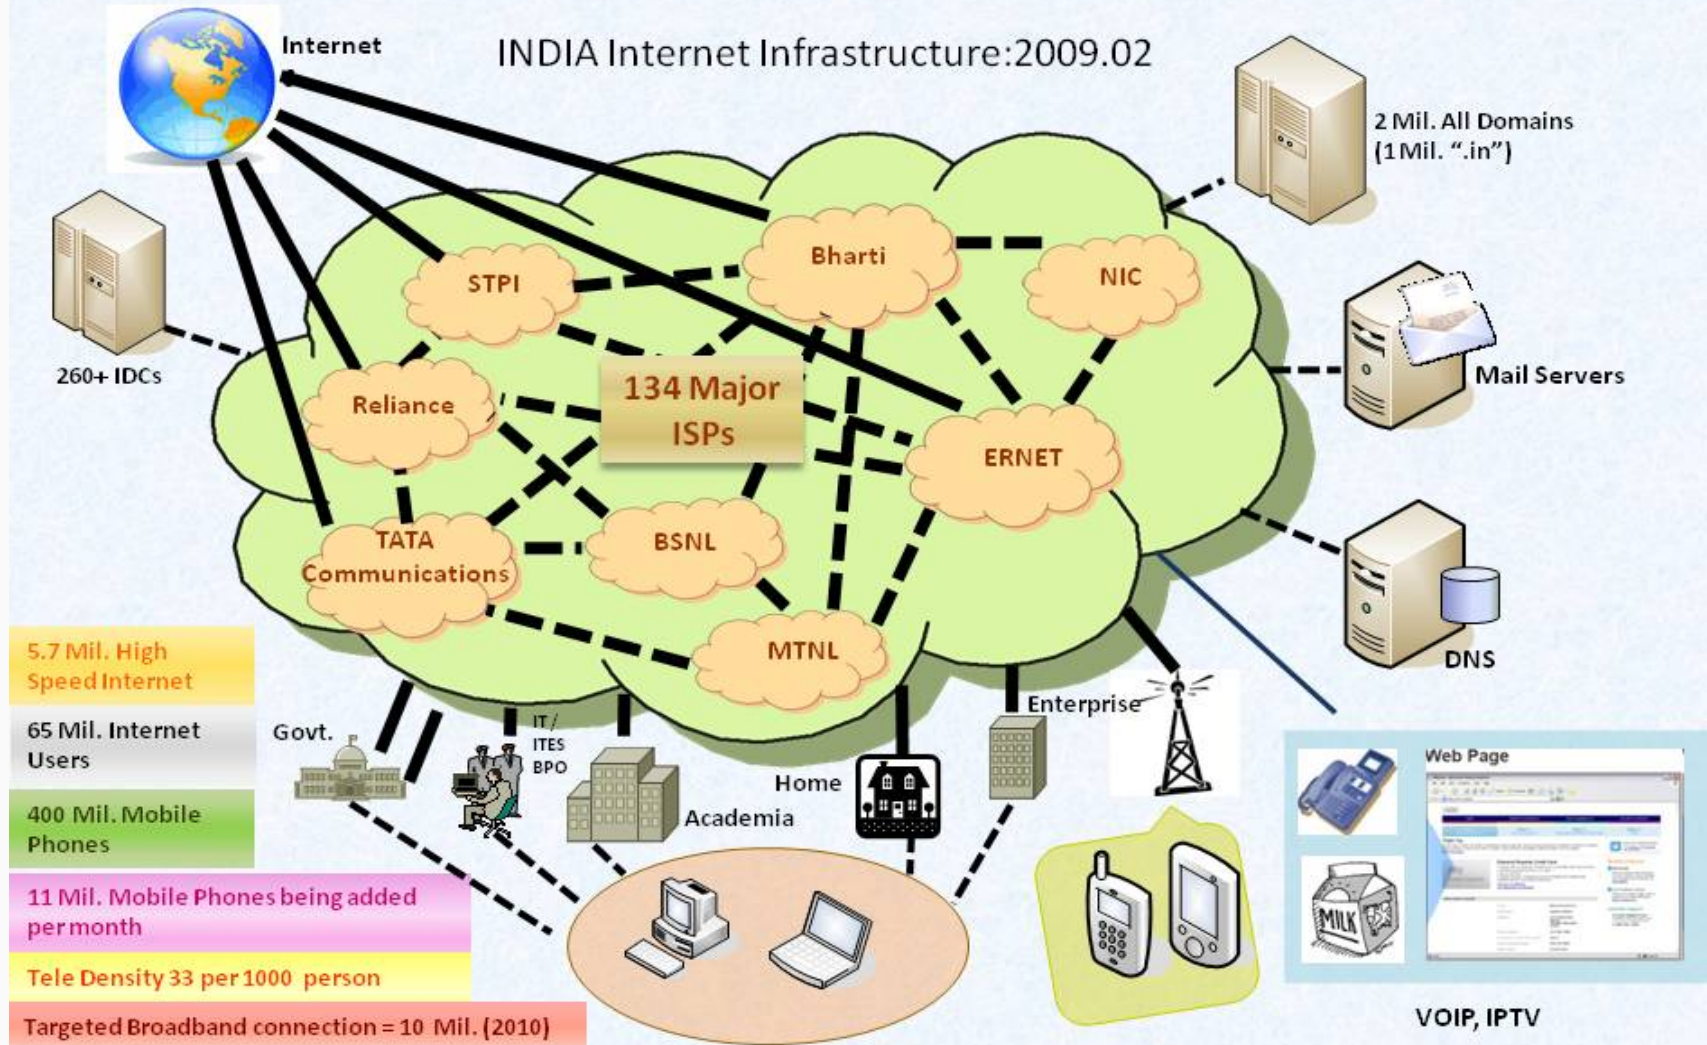 Internet
INDIA Internet Infrastructure:2009.02
2 Mil. All Domains
(1 Mil. “.in”)
Bharti
NIC
STPI
260+ IDCs
Mail Servers
134 Major
ISPs
Reliance
ERNET
TATA
Communications
BSNL
MTNL
DNS
5.7 Mil. High
Speed Internet
65 Mil. Internet
Users
400 Mil. Mobile
Phones
11 Mil. Mobile Phones being added
per month
Tele Density 33 per 1000 person
Targeted Broadband connection = 10 Mil. (2010)
Govt.
IT /
ITES
BPO
Academia
Home
Enterprise
Web Page
MILK
VOIP, IPTV